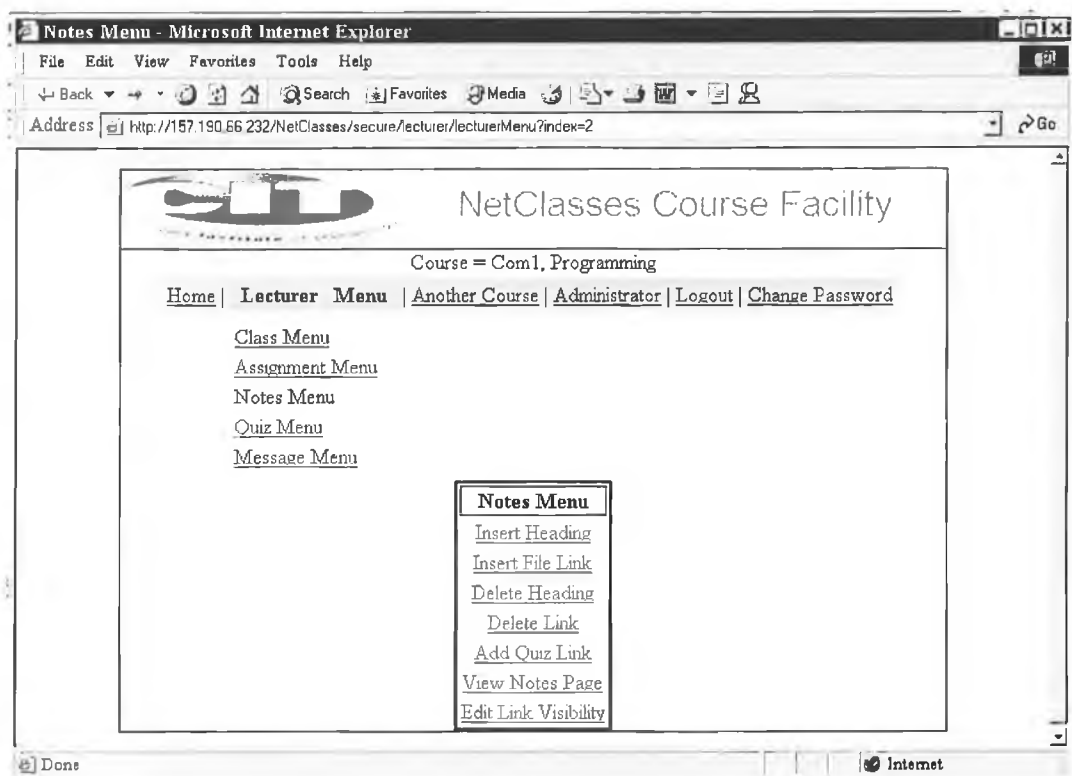 Notes Menu - Microsoft Internet Explorer
File Edit View Favorites Tools Help
Back Search Favorites Media
Address http://157.190.66.232/NetClasses/secure/lecturer/lecturerMenu?index=2 Go
NetClasses Course Facility
Course = Com1, Programming
Home | Lecturer Menu | Another Course | Administrator | Logout | Change Password
Class Menu
Assignment Menu
Notes Menu
Quiz Menu
Message Menu
Notes Menu
Insert Heading
Insert File Link
Delete Heading
Delete Link
Add Quiz Link
View Notes Page
Edit Link Visibility
Done Internet